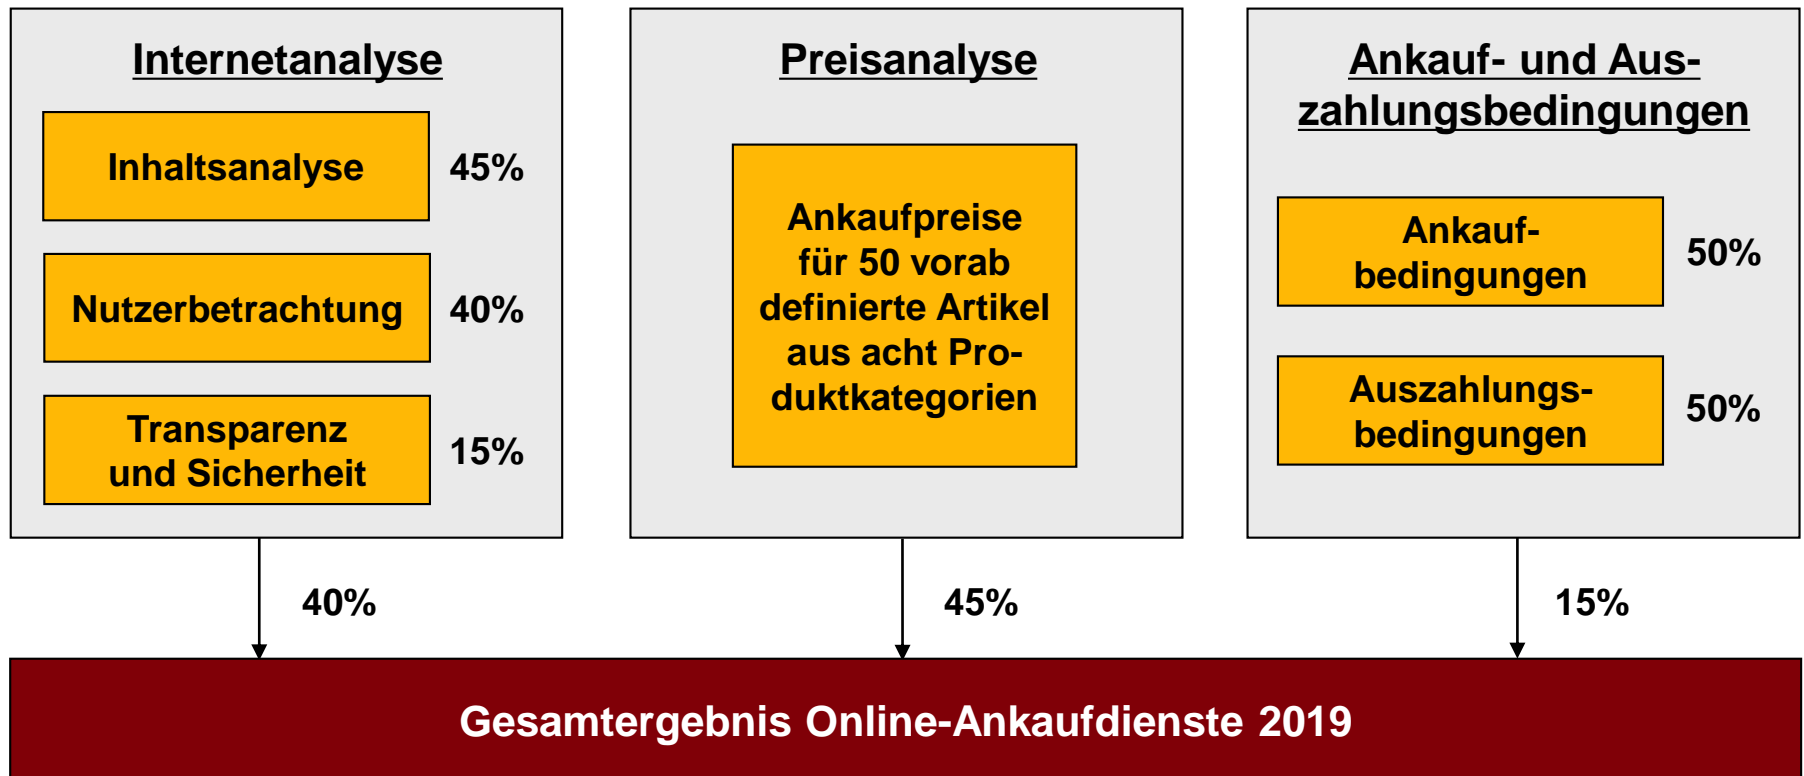 Internetanalyse
Inhaltsanalyse
45%
Nutzerbetrachtung
40%
Transparenz
und Sicherheit
15%
Preisanalyse
Ankaufpreise
für 50 vorab
definierte Artikel
aus acht Pro-
duktkategorien
Ankauf- und Aus-
zahlungsbedingungen
Ankauf-
bedingungen
50%
Auszahlungs-
bedingungen
50%
40%
45%
15%
Gesamtergebnis Online-Ankaufdienste 2019